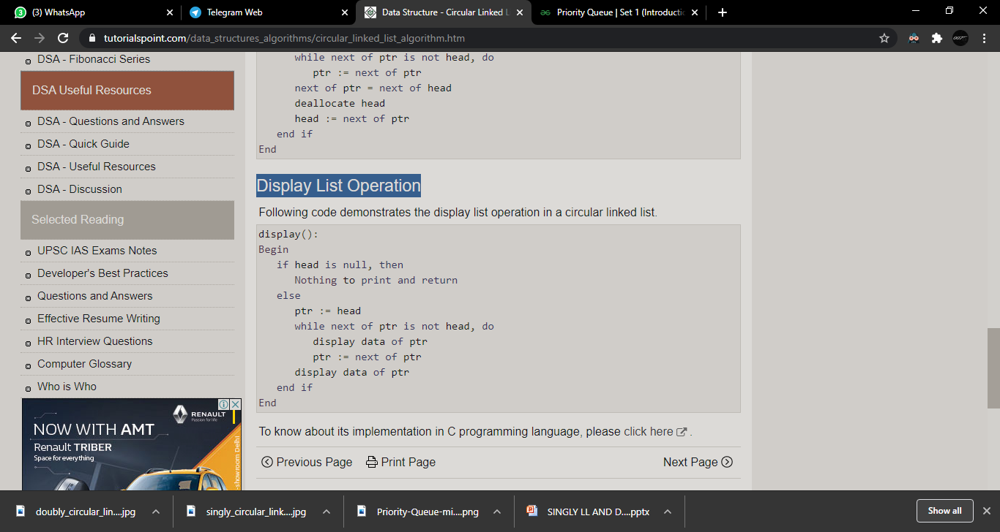 (3) WhatsApp
Telegram Web
Data Structure - Circular Linked L
Priority Queue | Set 1 (Introductic
tutorialspoint.com/data_structures_algorithms/circular_linked_list_algorithm.htm
DSA - Fibonacci Series
DSA Useful Resources
DSA - Questions and Answers
DSA - Quick Guide
DSA - Useful Resources
DSA - Discussion
Selected Reading
UPSC IAS Exams Notes
Developer's Best Practices
Questions and Answers
Effective Resume Writing
HR Interview Questions
Computer Glossary
Who is Who
NOW WITH AMT
Renault TRIBER
Space for everything
RENAULT
Passion for life
while next of ptr is not head, do
ptr := next of ptr
next of ptr = next of head
deallocate head
head := next of ptr
end if
End
Display List Operation
Following code demonstrates the display list operation in a circular linked list.
display():
Begin
if head is null, then
Nothing to print and return
else
ptr := head
while next of ptr is not head, do
display data of ptr
ptr := next of ptr
display data of ptr
end if
End
To know about its implementation in C programming language, please click here .
Previous Page Print Page Next Page
doubly_circular_lin....jpg
singly_circular_link....jpg
Priority-Queue-mi....png
SINGLY LL AND D....pptx
Show all